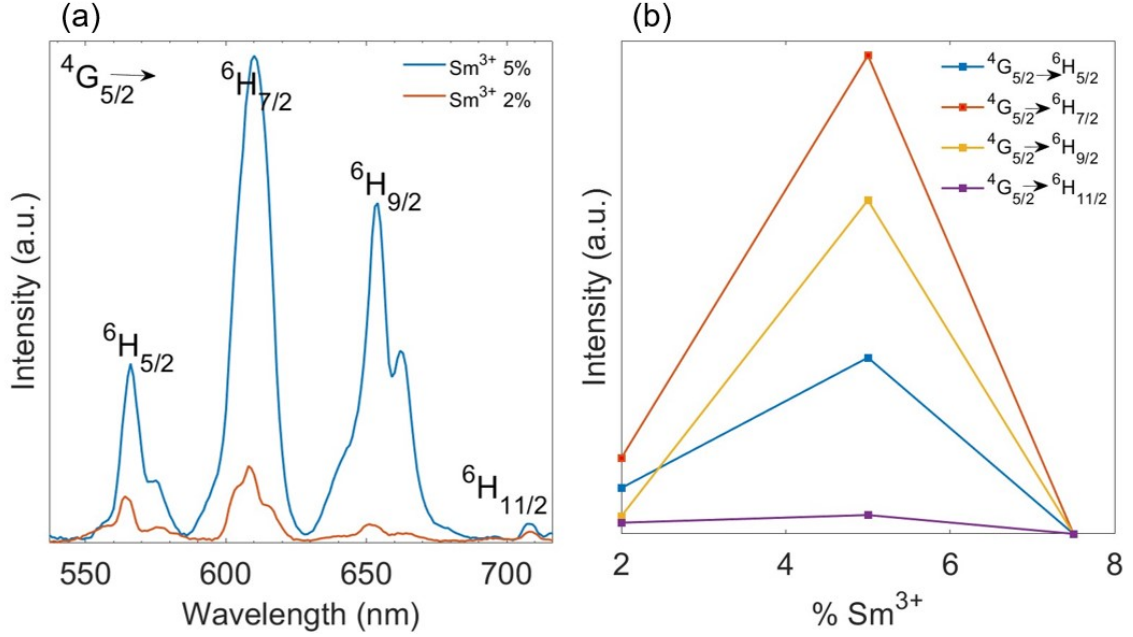 (a)
⁴G₅/₂ →
⁶H₇/₂
Sm³⁺ 5%
Sm³⁺ 2%
⁶H₉/₂
⁶H₅/₂
⁶H₁₁/₂
Intensity (a.u.)
550 600 650 700
Wavelength (nm)
(b)
⁴G₅/₂→⁶H₅/₂
⁴G₅/₂→⁶H₇/₂
⁴G₅/₂→⁶H₉/₂
⁴G₅/₂→⁶H₁₁/₂
Intensity (a.u.)
2 4 6 8
% Sm³⁺